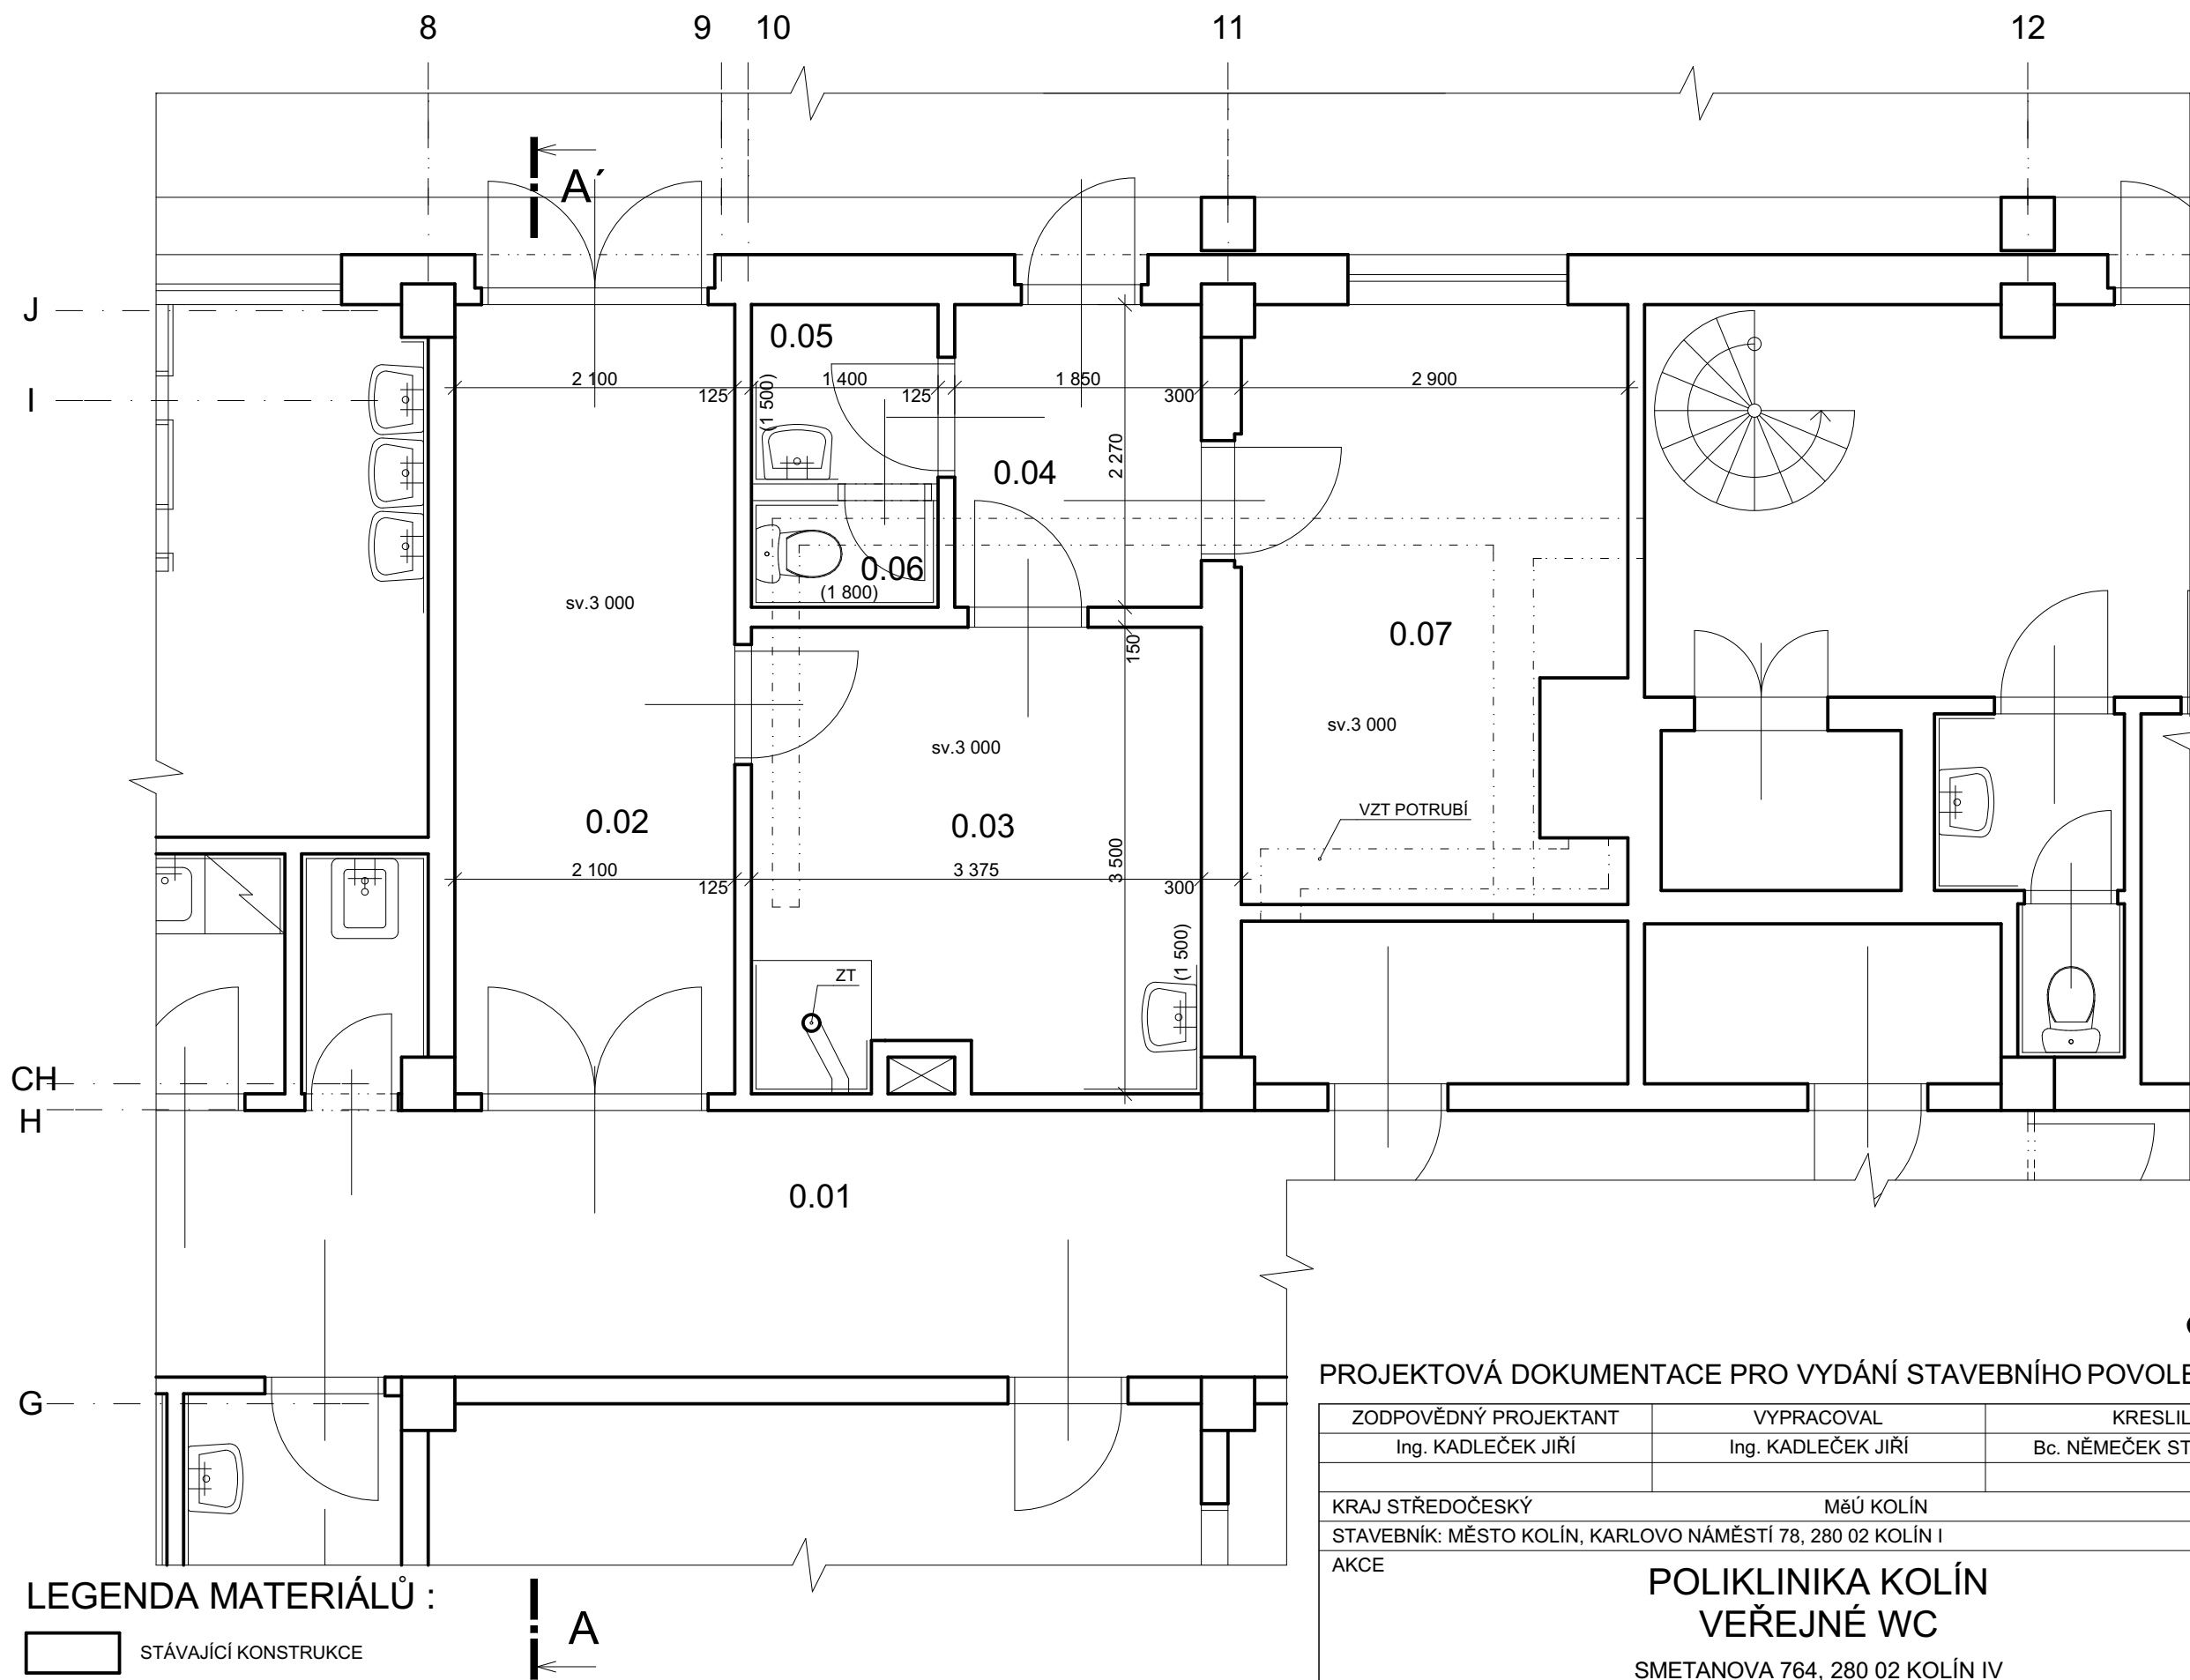 8 9 10 11 12
A´
J
I
0.05
2 100 1 400 1 850 2 900
125 125 300
(1 500)
2 270
0.04
0.06
(1 800)
sv.3 000
0.07
150
sv.3 000
sv.3 000
VZT POTRUBÍ
0.02
0.03
2 100 3 375
125 300
3 500
(1 500)
ZT
CH
H
0.01
G
PROJEKTOVÁ DOKUMENTACE PRO VYDÁNÍ STAVEBNÍHO
ZODPOVĚDNÝ PROJEKTANT VYPRACOVAL KRESLIL
Ing. KADLEČEK JIŘÍ Ing. KADLEČEK JIŘÍ Bc. NĚMEČEK
KRAJ STŘEDOČESKÝ MěÚ KOLÍN
STAVEBNÍK: MĚSTO KOLÍN, KARLOVO NÁMĚSTÍ 78, 280 02 KOLÍN I
AKCE
POLIKLINIKA KOLÍN
VEŘEJNÉ WC
SMETANOVA 764, 280 02 KOLÍN IV
LEGENDA MATERIÁLŮ :
STÁVAJÍCÍ KONSTRUKCE
A